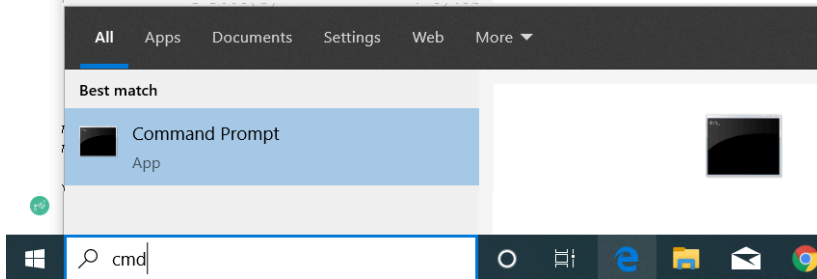 All Apps Documents Settings Web More
Best match
Command Prompt
App
cmd